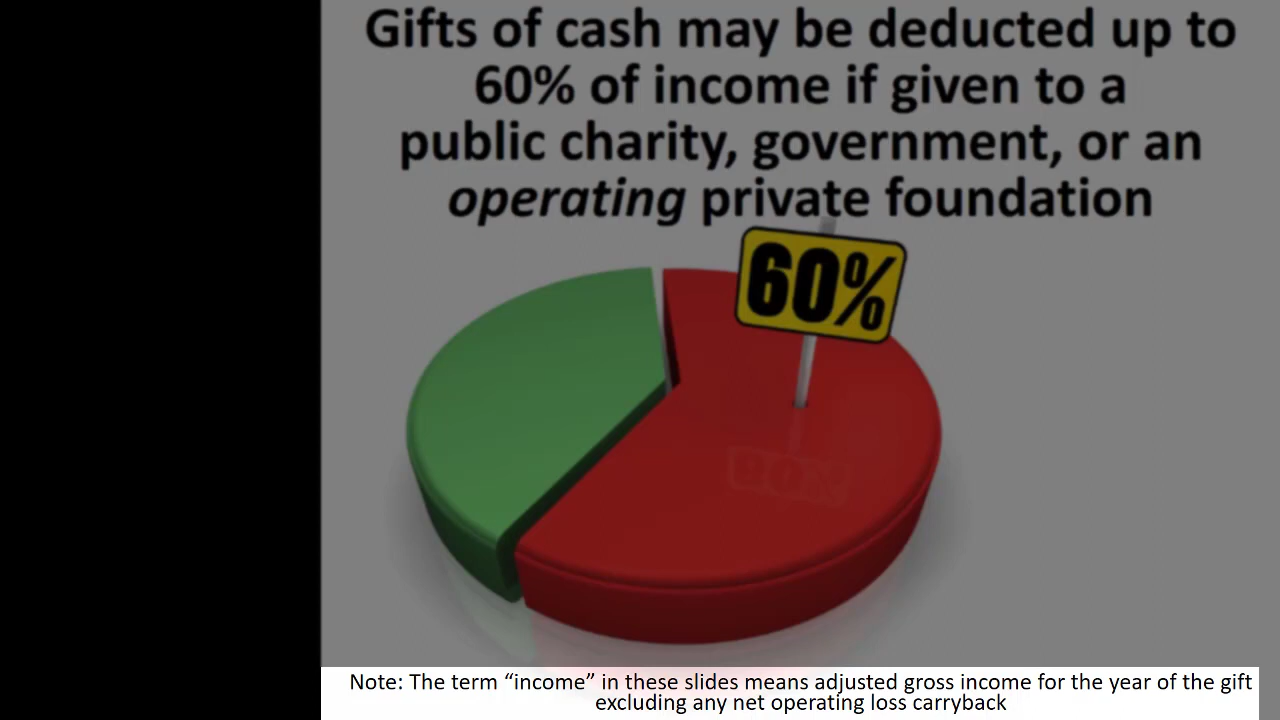 Gifts of cash may be deducted up to
60% of income if given to a
public charity, government, or an
operating private foundation
60%
Note: The term “income” in these slides means adjusted gross income for the year of the gift
excluding any net operating loss carryback